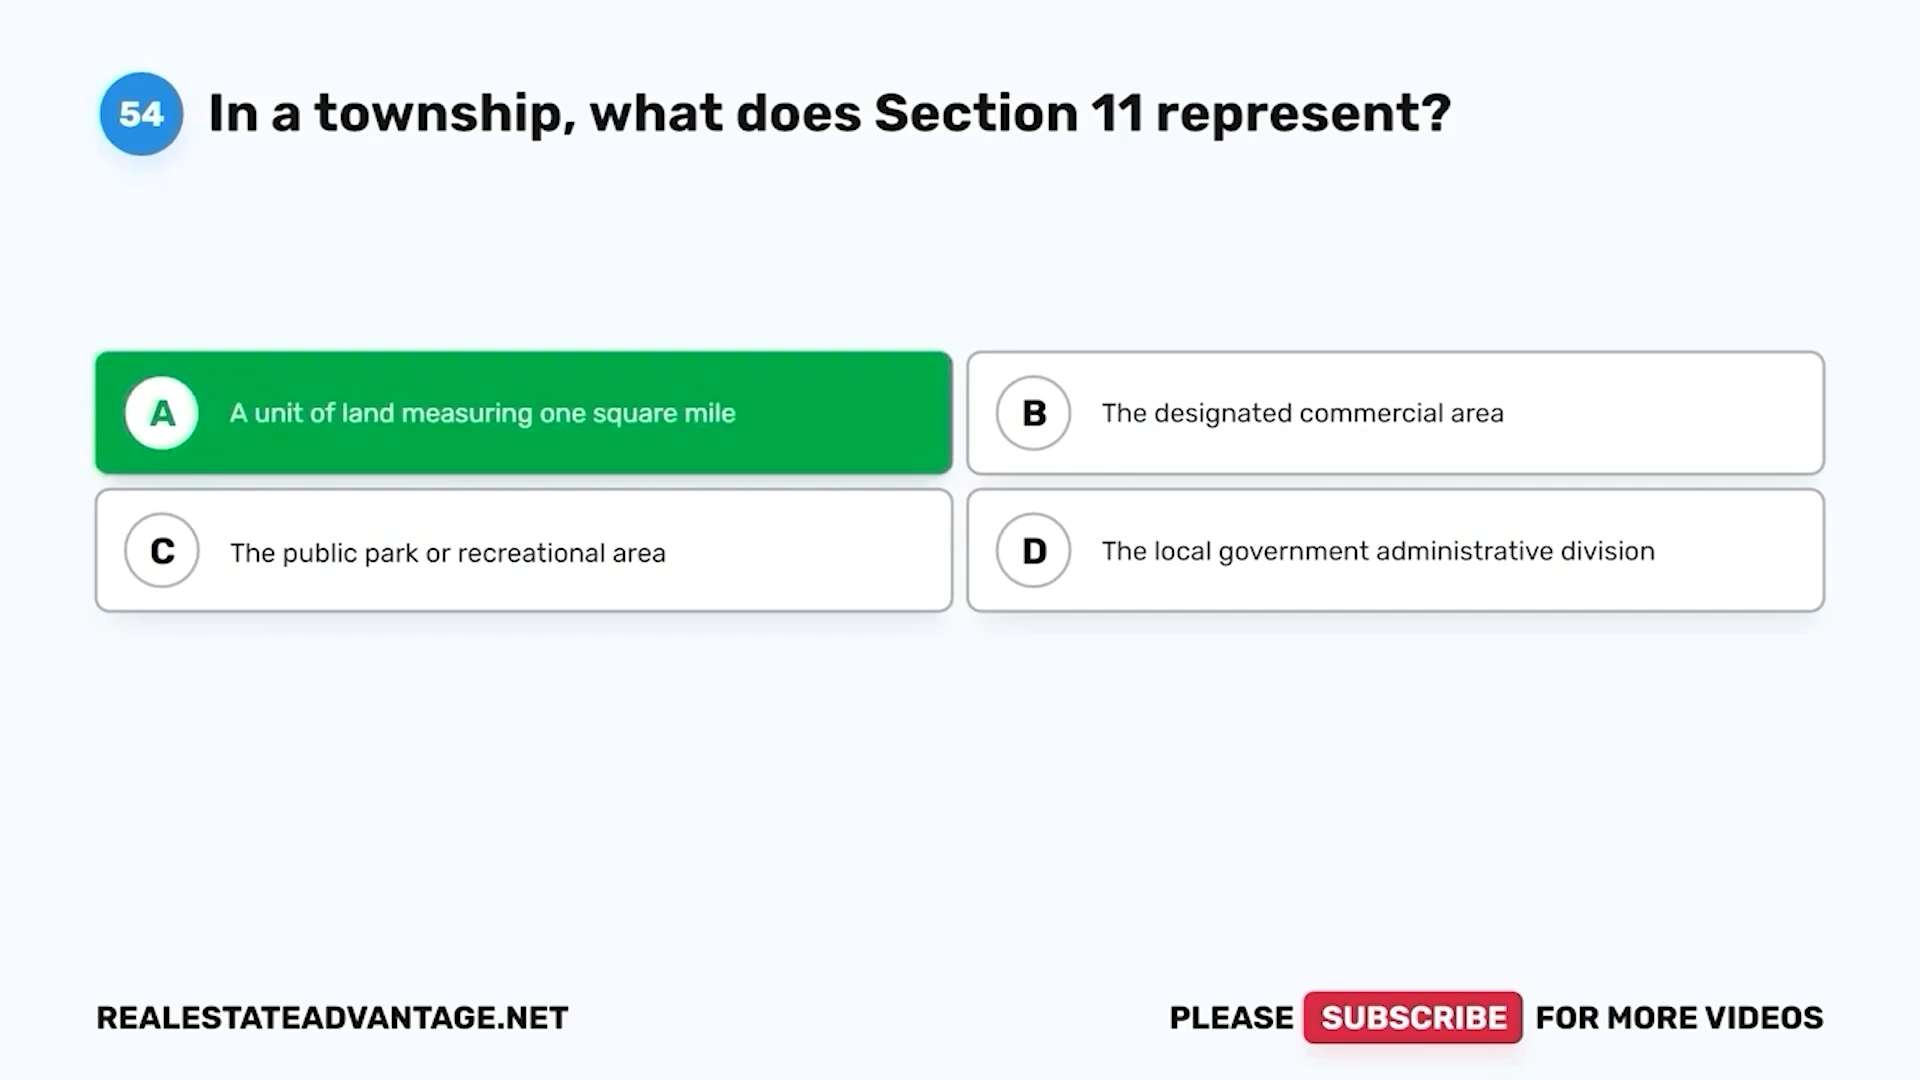 54 In a township, what does Section 11 represent?
A A unit of land measuring one square mile
B The designated commercial area
C The public park or recreational area
D The local government administrative division
REALESTATEADVANTAGE.NET
PLEASE SUBSCRIBE FOR MORE VIDEOS